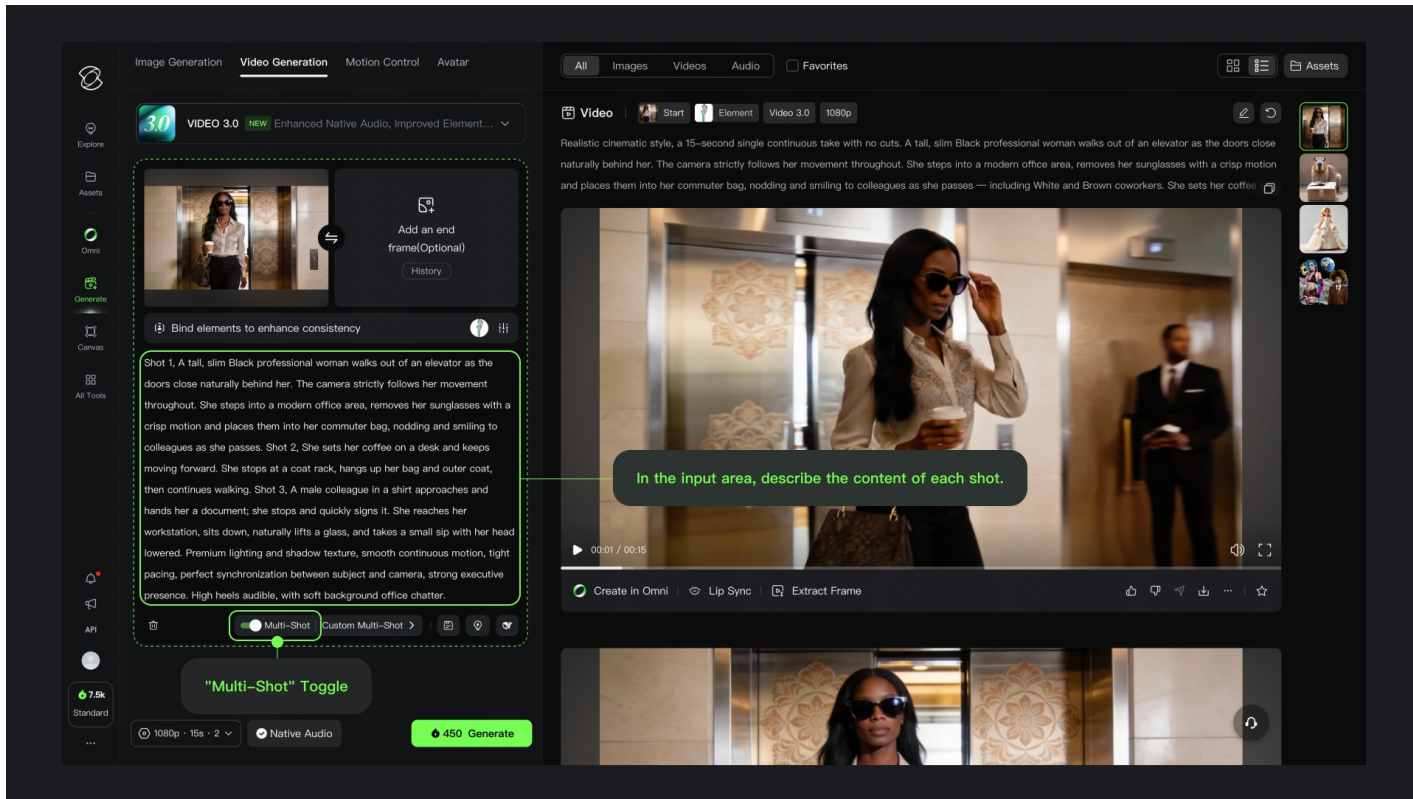 Image Generation
Video Generation
Motion Control
Avatar
All
Images
Videos
Audio
Favorites
Assets
Explore
Assets
Omni
Generate
Canvas
All Tools
API
7.5k
Standard
3.0
VIDEO 3.0 NEW Enhanced Native Audio, Improved Element...
Add an end
frame(Optional)
History
Bind elements to enhance consistency
Shot 1, A tall, slim Black professional woman walks out of an elevator as the
doors close naturally behind her. The camera strictly follows her movement
throughout. She steps into a modern office area, removes her sunglasses with a
crisp motion and places them into her commuter bag, nodding and smiling to
colleagues as she passes. Shot 2, She sets her coffee on a desk and keeps
moving forward. She stops at a coat rack, hangs up her bag and outer coat,
then continues walking. Shot 3, A male colleague in a shirt approaches and
hands her a document; she stops and quickly signs it. She reaches her
workstation, sits down, naturally lifts a glass, and takes a small sip with her head
lowered. Premium lighting and shadow texture, smooth continuous motion, tight
pacing, perfect synchronization between subject and camera, strong executive
presence. High heels audible, with soft background office chatter.
Multi-Shot
Custom Multi-Shot >
"Multi-Shot" Toggle
1080p · 15s · 2
Native Audio
450 Generate
Video
Start
Element
Video 3.0
1080p
Realistic cinematic style, a 15-second single continuous take with no cuts. A tall, slim Black professional woman walks out of an elevator as the doors close
naturally behind her. The camera strictly follows her movement throughout. She steps into a modern office area, removes her sunglasses with a crisp motion
and places them into her commuter bag, nodding and smiling to colleagues as she passes — including White and Brown coworkers. She sets her coffee
In the input area, describe the content of each shot.
00:01 / 00:15
Create in Omni
Lip Sync
Extract Frame